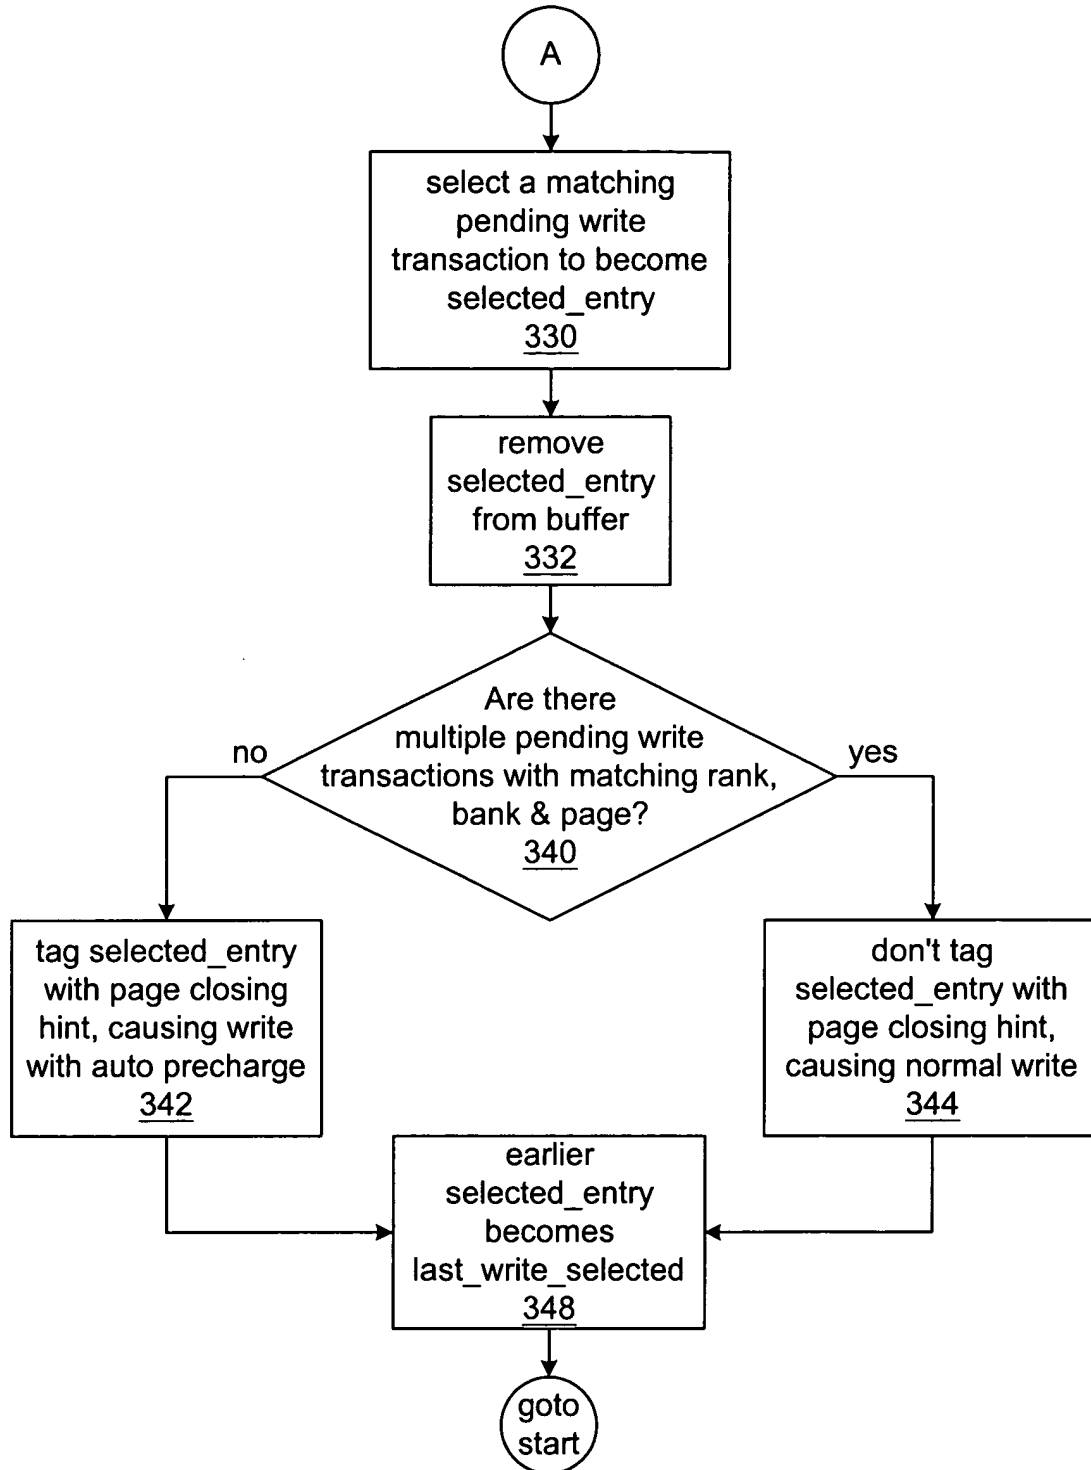 A
select a matching
pending write
transaction to become
selected_entry
330
remove
selected_entry
from buffer
332
Are there
multiple pending write
transactions with matching rank,
bank & page?
340
no
yes
tag selected_entry
with page closing
hint, causing write
with auto precharge
342
don't tag
selected_entry with
page closing hint,
causing normal write
344
earlier
selected_entry
becomes
last_write_selected
348
goto
start